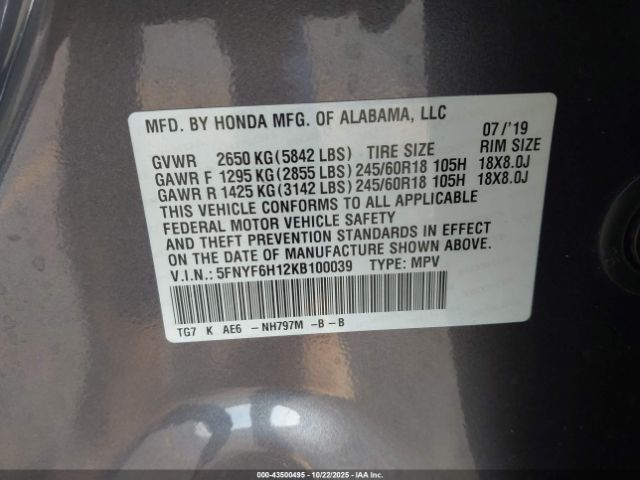 MFD. BY HONDA MFG. OF ALABAMA, LLC 07/'19
GVWR 2650 KG (5842 LBS) TIRE SIZE RIM SIZE
GAWR F 1295 KG (2855 LBS) 245/60R18 105H 18X8.0J
GAWR R 1425 KG (3142 LBS) 245/60R18 105H 18X8.0J
THIS VEHICLE CONFORMS TO ALL APPLICABLE
FEDERAL MOTOR VEHICLE SAFETY
AND THEFT PREVENTION STANDARDS IN EFFECT
ON THE DATE OF MANUFACTURE SHOWN ABOVE.
V.I.N.: 5FNYF6H12KB100039 TYPE: MPV
TG7 K AE6 -NH797M -B-B
000-43500495 - 10/22/2025 - IAA Inc.